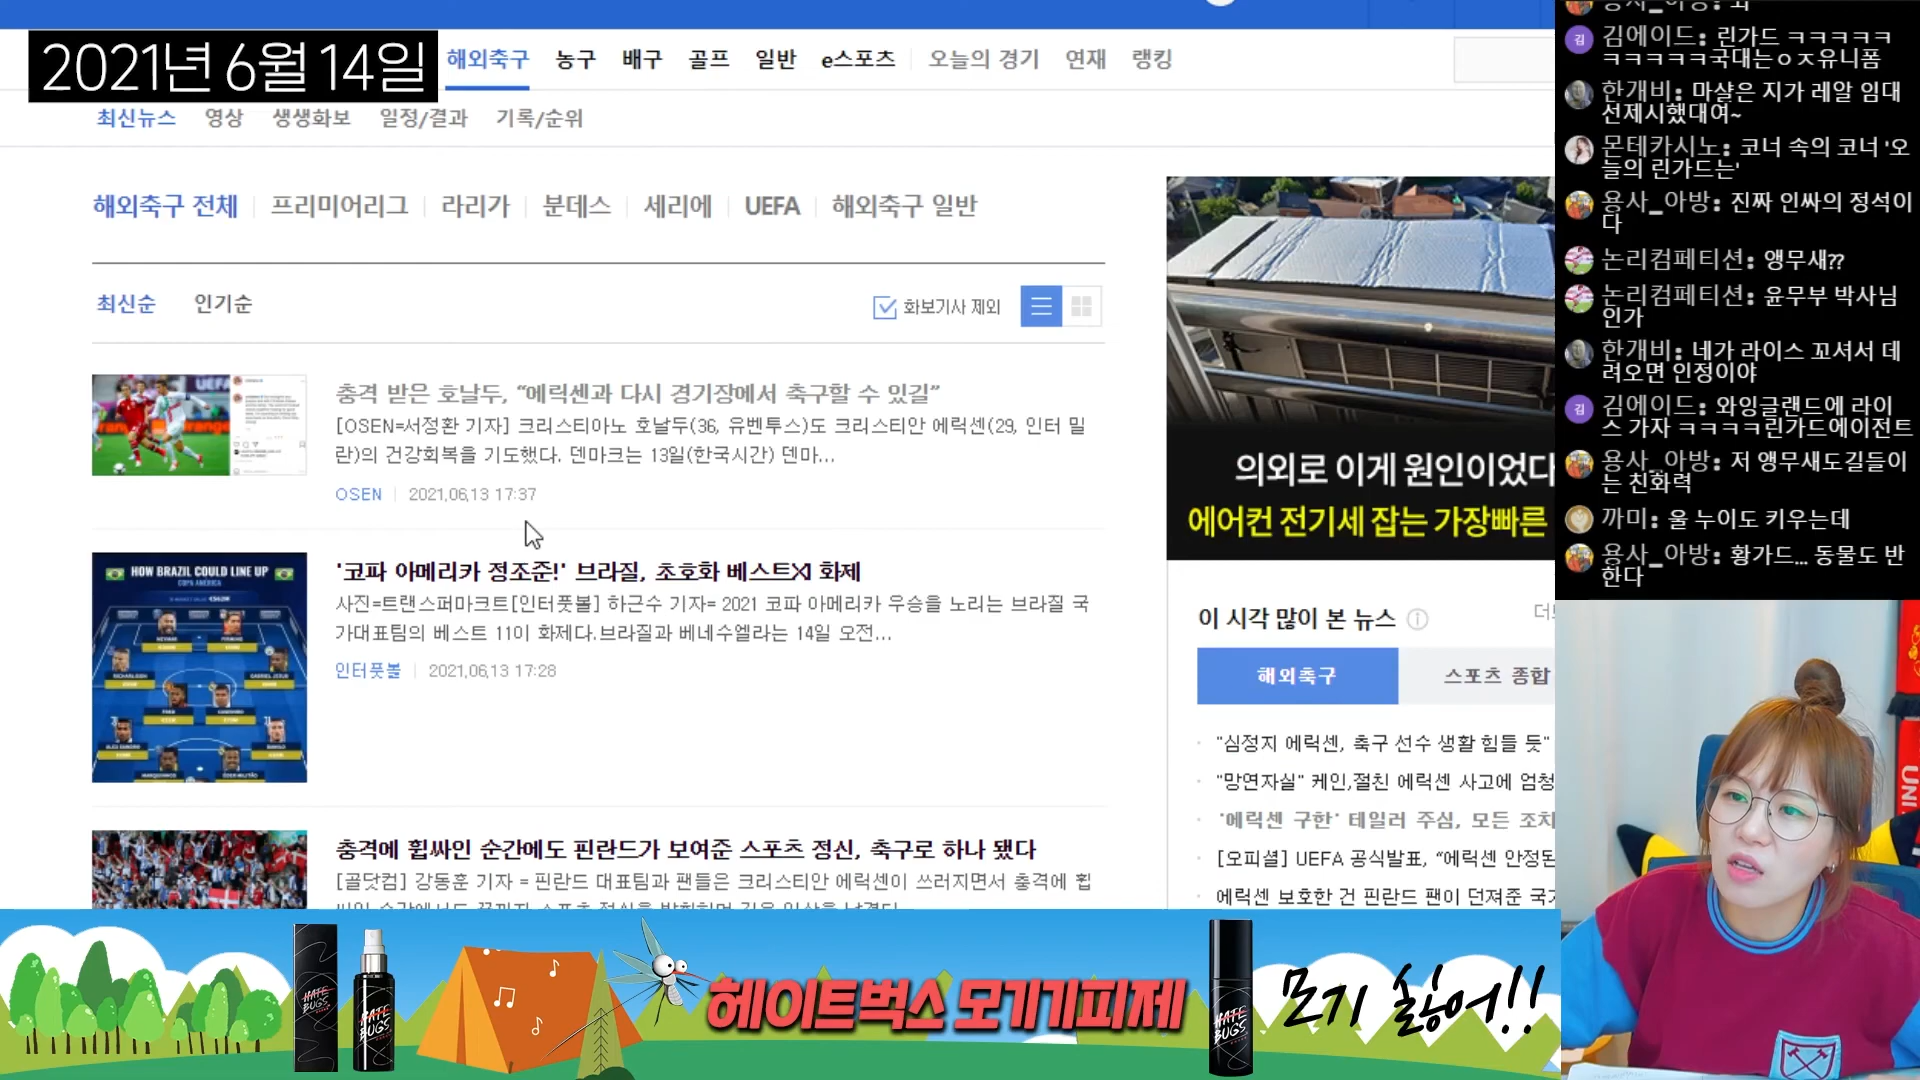 2021년 6월 14일
해외축구 농구 배구 골프 일반 e스포츠 오늘의 경기 연재 랭킹
최신뉴스 영상 생생화보 일정/결과 기록/순위
해외축구 전체 프리미어리그 라리가 분데스 세리에 UEFA 해외축구 일반
최신순 인기순 화보기사 제외
충격 받은 호날두, “에릭센과 다시 경기장에서 축구할 수 있길”
[OSEN=서정환 기자] 크리스티아노 호날두(36, 유벤투스)도 크리스티안 에릭센(29, 인터 밀
란)의 건강회복을 기도했다. 덴마크는 13일(한국시간) 덴마...
OSEN 2021.06.13 17:37
HOW BRAZIL COULD LINE UP
COPA AMERICA
'코파 아메리카 정조준!' 브라질, 초호화 베스트XI 화제
사진=트랜스퍼마크트[인터풋볼] 하근수 기자= 2021 코파 아메리카 우승을 노리는 브라질 국
가대표팀의 베스트 11이 화제다.브라질과 베네수엘라는 14일 오전...
인터풋볼 2021.06.13 17:28
충격에 휩싸인 순간에도 핀란드가 보여준 스포츠 정신, 축구로 하나 됐다
[골닷컴] 강동훈 기자 = 핀란드 대표팀과 팬들은 크리스티안 에릭센이 쓰러지면서 충격에 휩
의외로 이게 원인이었다
에어컨 전기세 잡는 가장빠른
이 시각 많이 본 뉴스
해외축구 스포츠 종합
"심정지 에릭센, 축구 선수 생활 힘들 듯"
"망연자실" 케인,절친 에릭센 사고에 엄청
'에릭센 구한' 테일러 주심, 모든 조치
[오피셜] UEFA 공식발표, “에릭센 안정된
에릭센 보호한 건 핀란드 팬이 던져준 국기
김에이드: 린가드 ㅋㅋㅋㅋㅋ
ㅋㅋㅋㅋㅋ국대는ㅇㅈ유니폼
한개비: 마샬은 지가 레알 임대
선제시했대여~
몬테카시노: 코너 속의 코너 '오
늘의 린가드는'
용사_아방: 진짜 인싸의 정석이
다
논리컴페티션: 앵무새??
논리컴페티션: 윤무부 박사님
인가
한개비: 네가 라이스 꼬셔서 데
려오면 인정이야
김에이드: 와잉글랜드에 라이
스 가자 ㅋㅋㅋㅋ린가드에이전트
용사_아방: 저 앵무새도길들이
는 친화력
까미: 울 누이도 키우는데
용사_아방: 황가드... 동물도 반
한다
HATE BUGS
HATE BUGS
헤이트벅스 모기기피제
HATE BUGS
모기 싫어!!
UNI